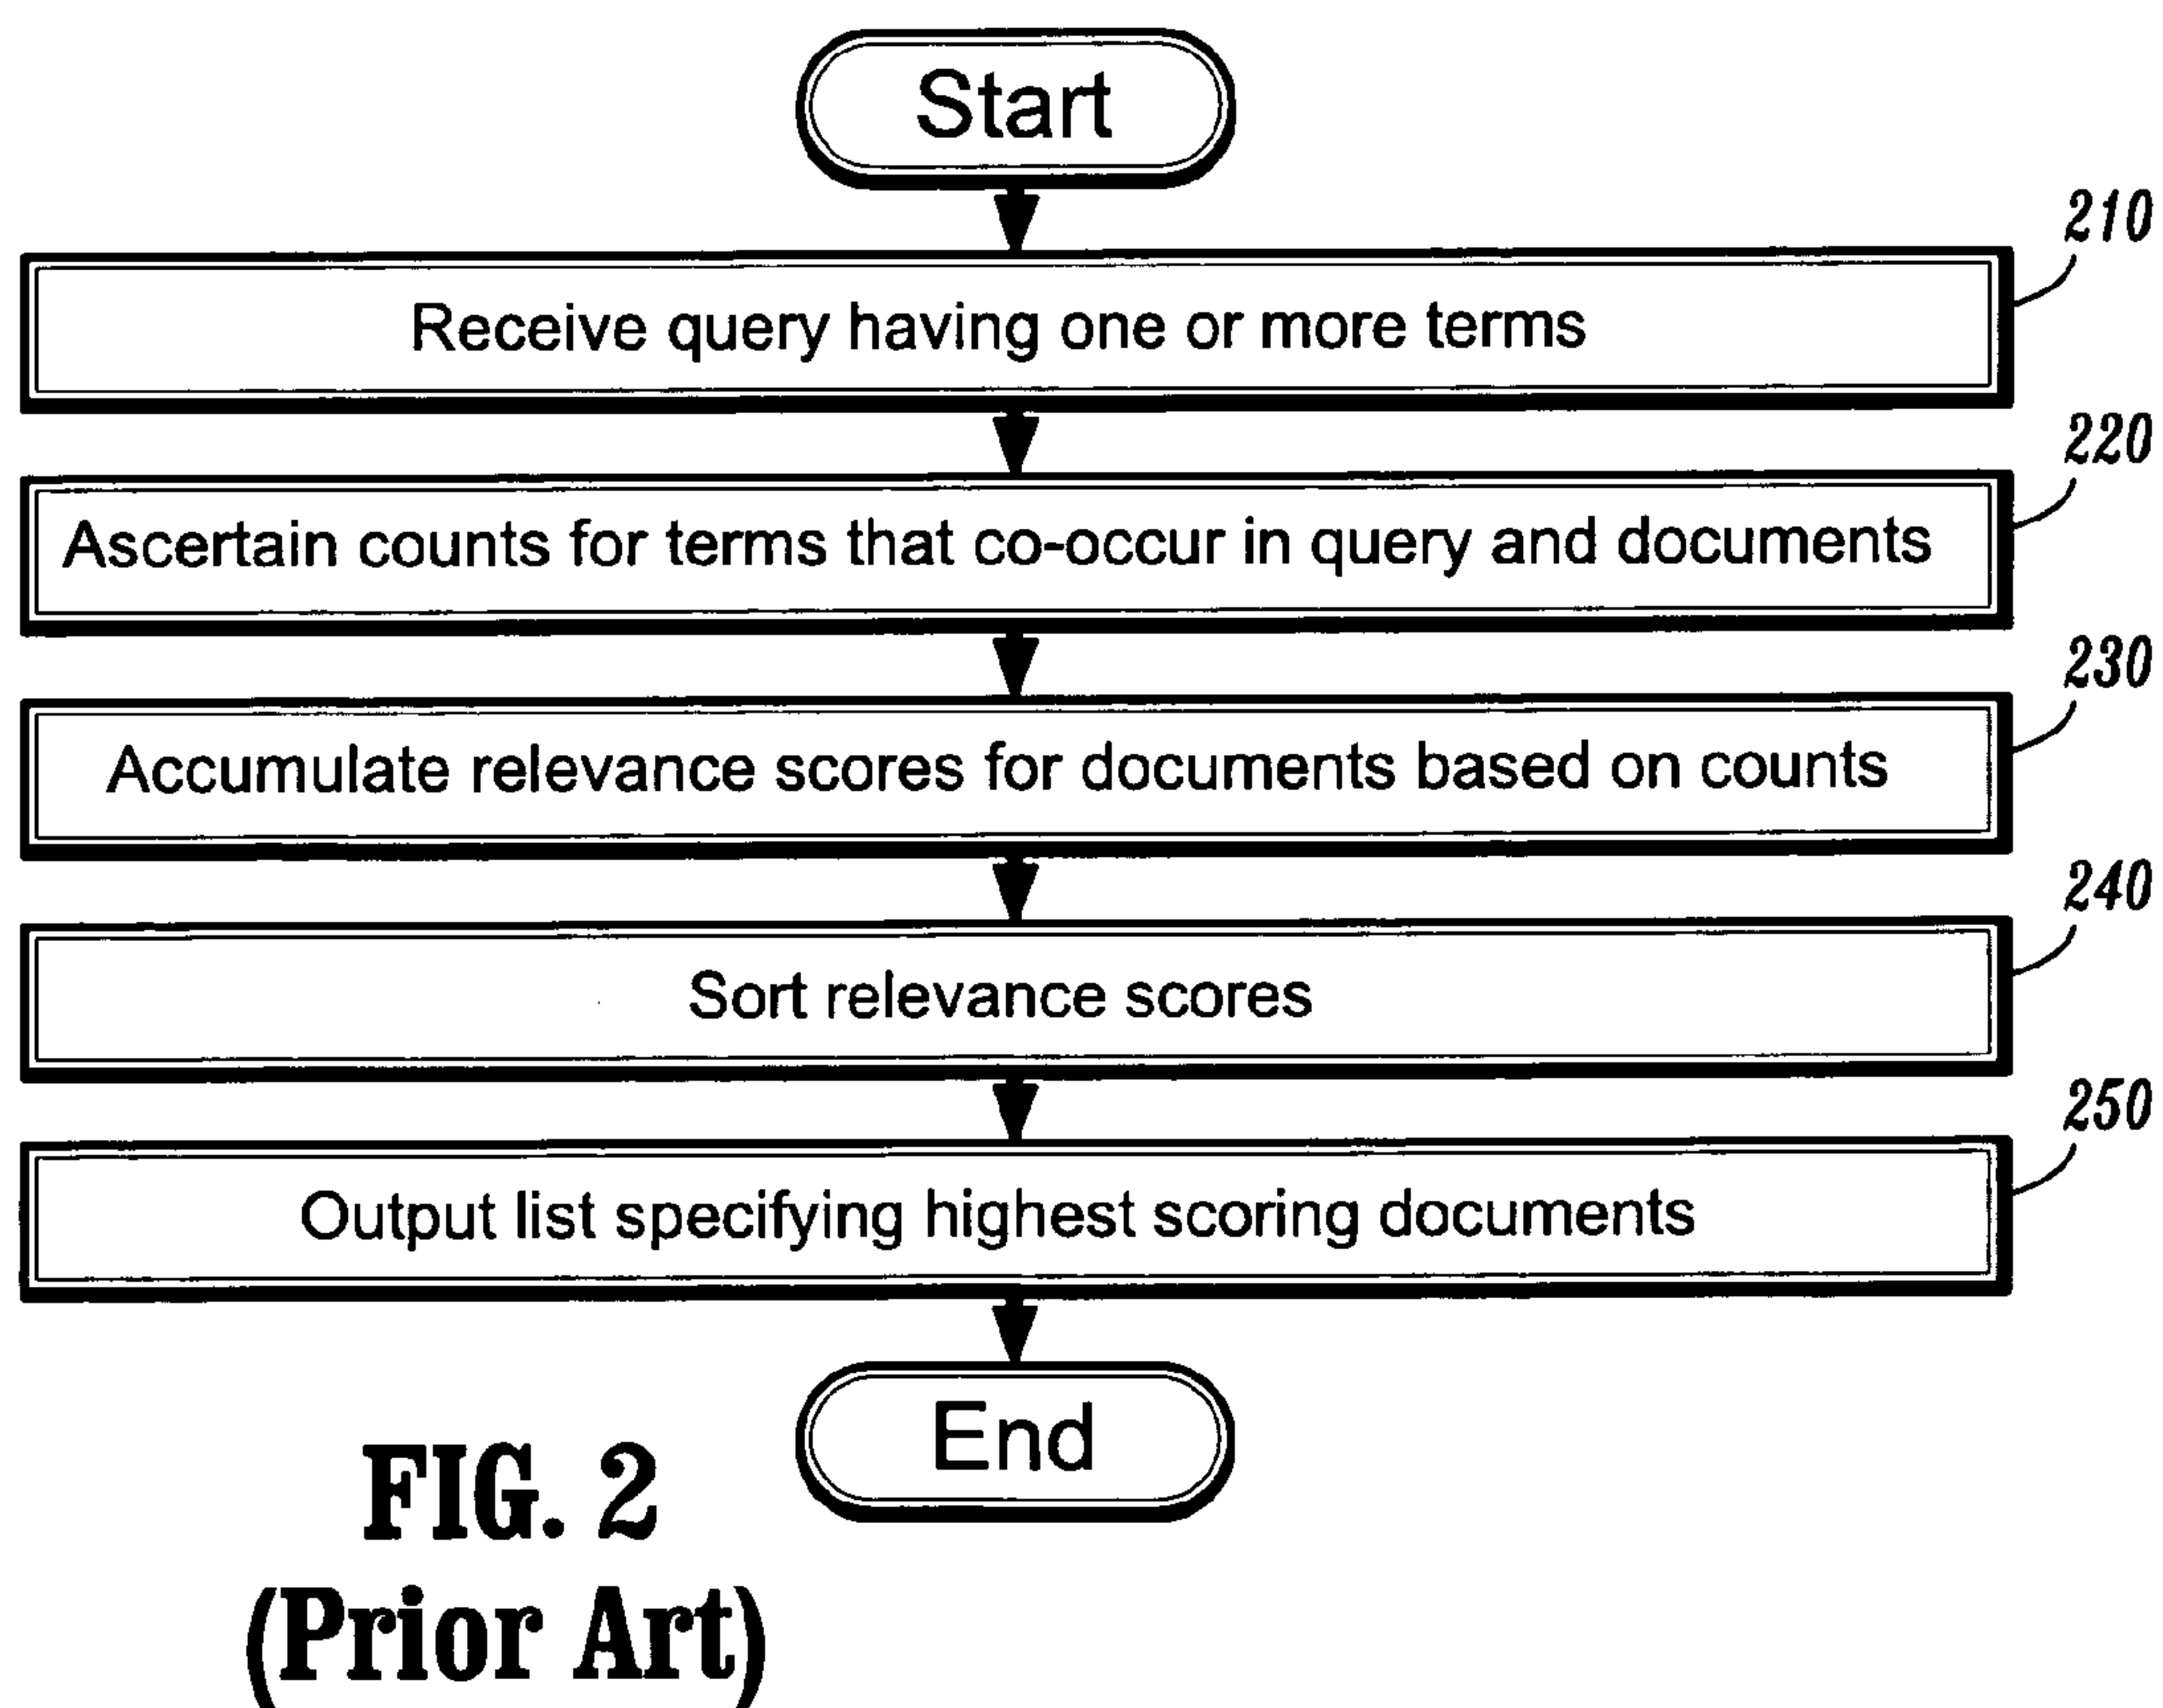 Start
210
Receive query having one or more terms
220
Ascertain counts for terms that co-occur in query and documents
230
Accumulate relevance scores for documents based on counts
240
Sort relevance scores
250
Output list specifying highest scoring documents
End
FIG. 2
(Prior Art)